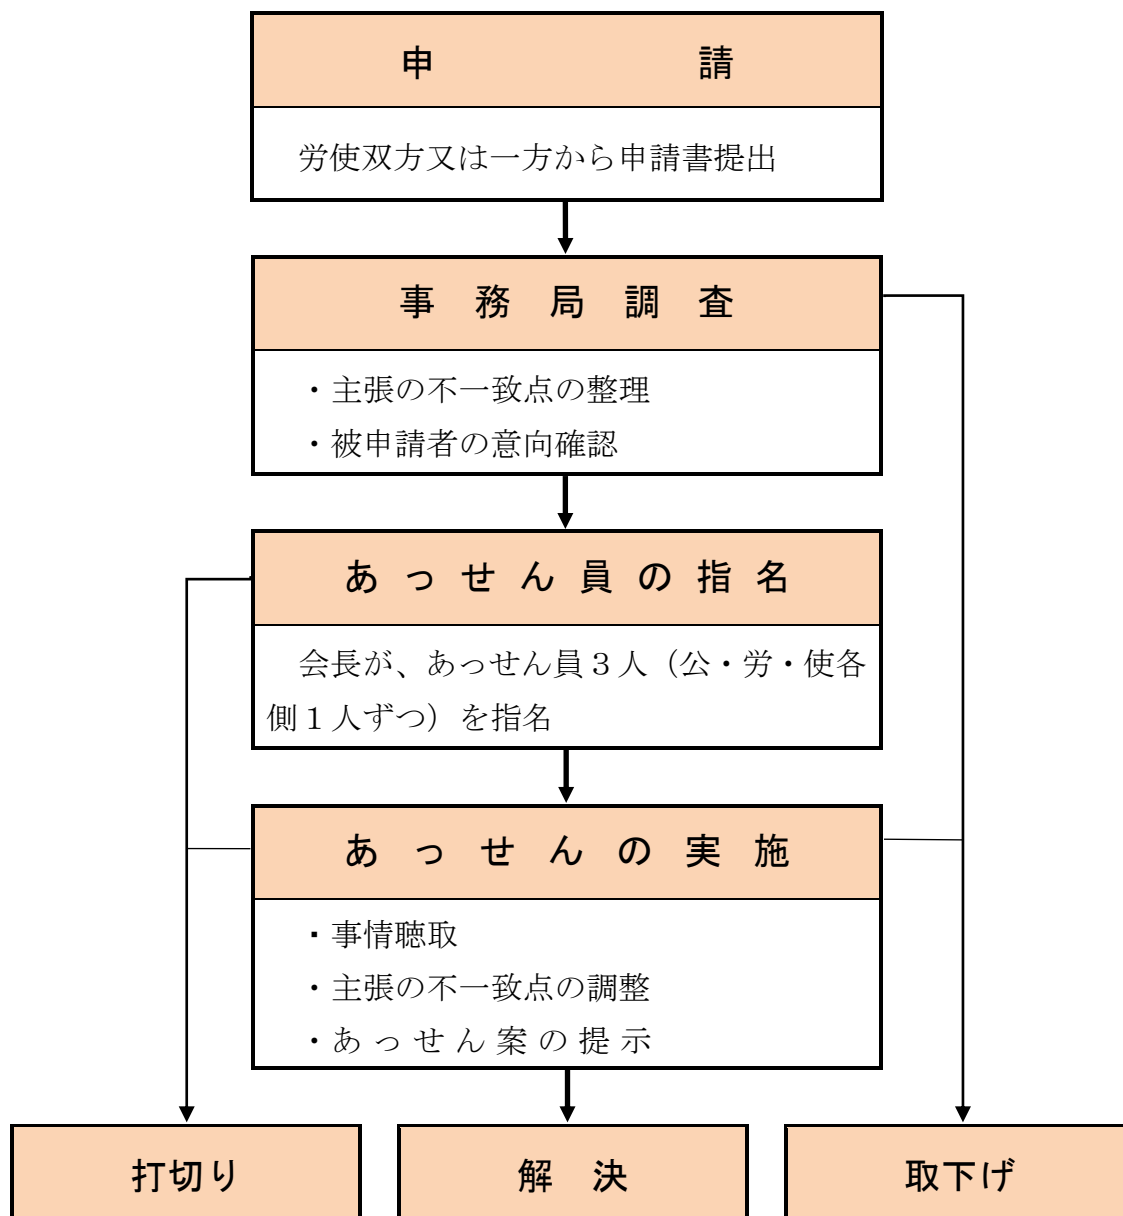 申請
労使双方又は一方から申請書提出
事務局調査
・主張の不一致点の整理
・被申請者の意向確認
あっせん員の指名
会長が、あっせん員３人（公・労・使各
側１人ずつ）を指名
あっせんの実施
・事情聴取
・主張の不一致点の調整
・あっせん案の提示
打切り
解決
取下げ